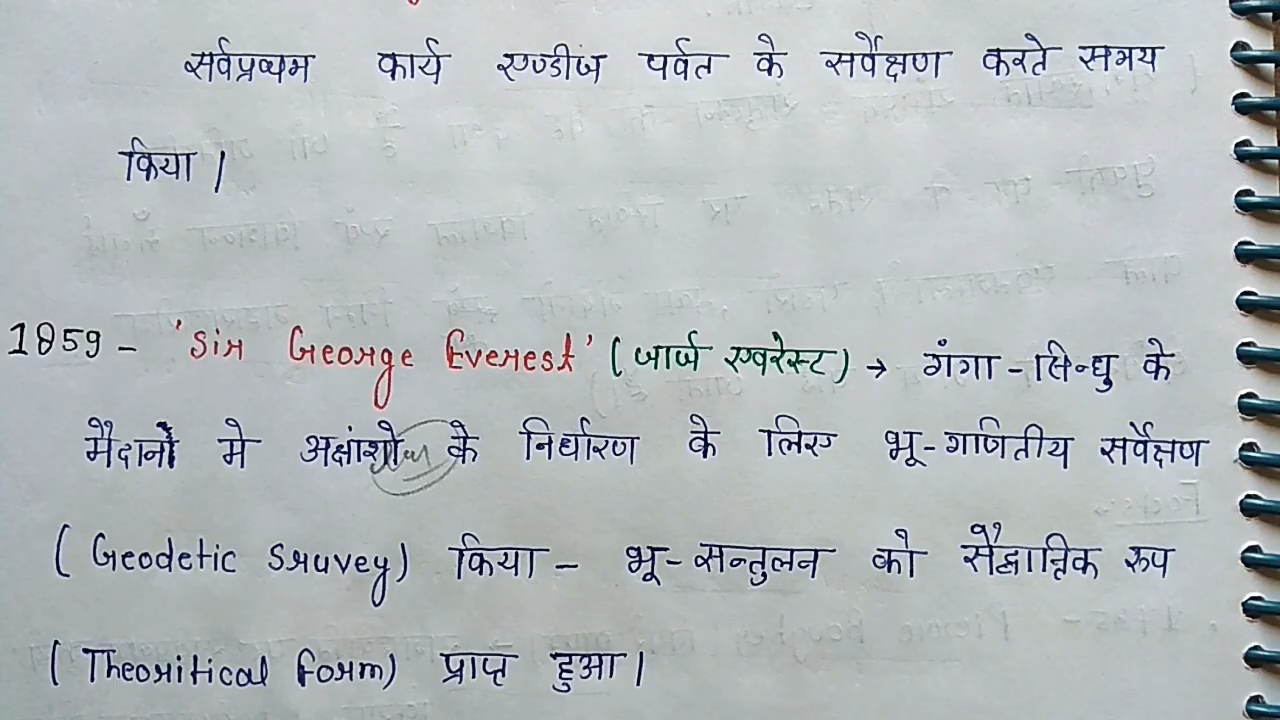 सर्वप्रथम कार्य एण्डीज पर्वत के सर्वेक्षण करते समय
किया |
1859 - 'Sir George Everest' (जार्ज एवरेस्ट) → गंगा - सिन्धु के
मैदानो मे अक्षांशो के निर्धारण के लिए भू-गणितीय सर्वेक्षण
( Geodetic Sruvey) किया - भू-सन्तुलन को सैद्धान्तिक रूप
( Theoritical form) प्राप्त हुआ |